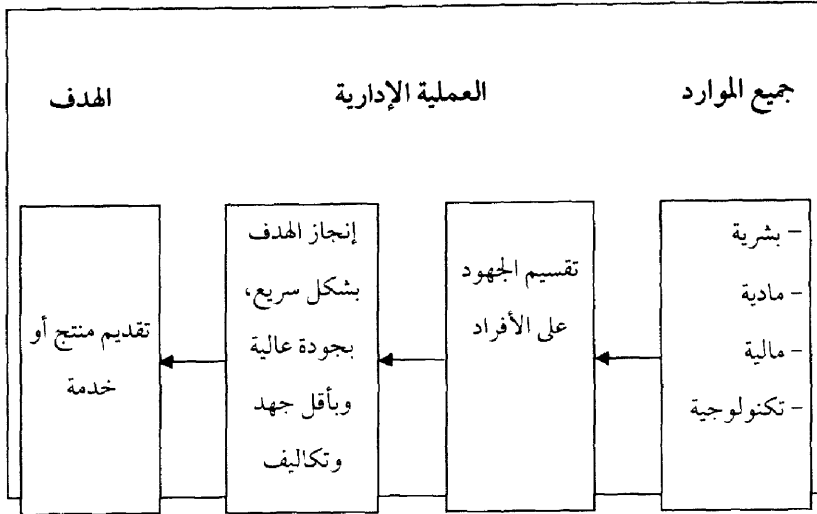 جميع الموارد
العملية الإدارية
الهدف
- بشرية
- مادية
- مالية
- تكنولوجية
تقسيم الجهود
على الأفراد
إنجاز الهدف
بشكل سريع،
بجودة عالية
وبأقل جهد
وتكاليف
تقديم منتج أو
خدمة